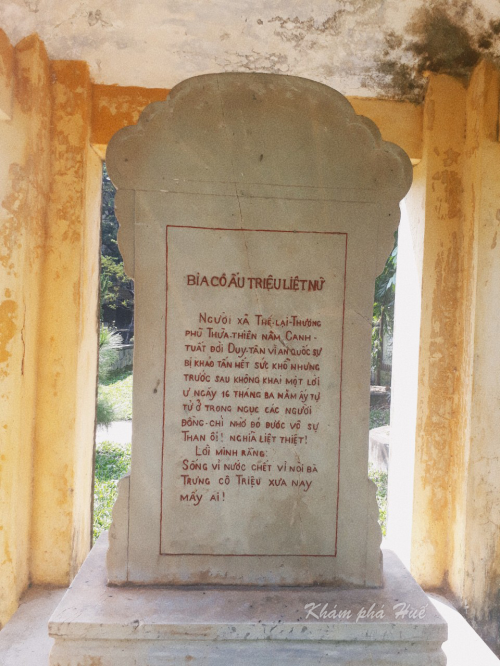 BIA CÔ ẤU TRIỆU LIỆT NỮ
NGƯỜI XÃ THẾ-LẠI-THƯỢNG
PHỦ THỪA-THIÊN NĂM CANH-
TUẤT ĐỜI DUY-TÂN VÌ AN QUỐC SỰ
BỊ KHẢO TẤN HẾT SỨC KHỔ NHƯNG
TRƯỚC SAU KHÔNG KHAI MỘT LỜI
Ư NGÀY 16 THÁNG BA NĂM ẤY TỰ
TỬ Ở TRONG NGỤC CÁC NGƯỜI
ĐỒNG-CHÍ NHỜ ĐÓ ĐƯỢC VÔ SỰ
THAN ÔI! NGHĨA LIỆT THIỆT!
LỜI MINH RẰNG:
SỐNG VÌ NƯỚC CHẾT VÌ NÒI BÀ
TRƯNG CÔ TRIỆU XƯA NAY
MẤY AI!
Khám phá Huế